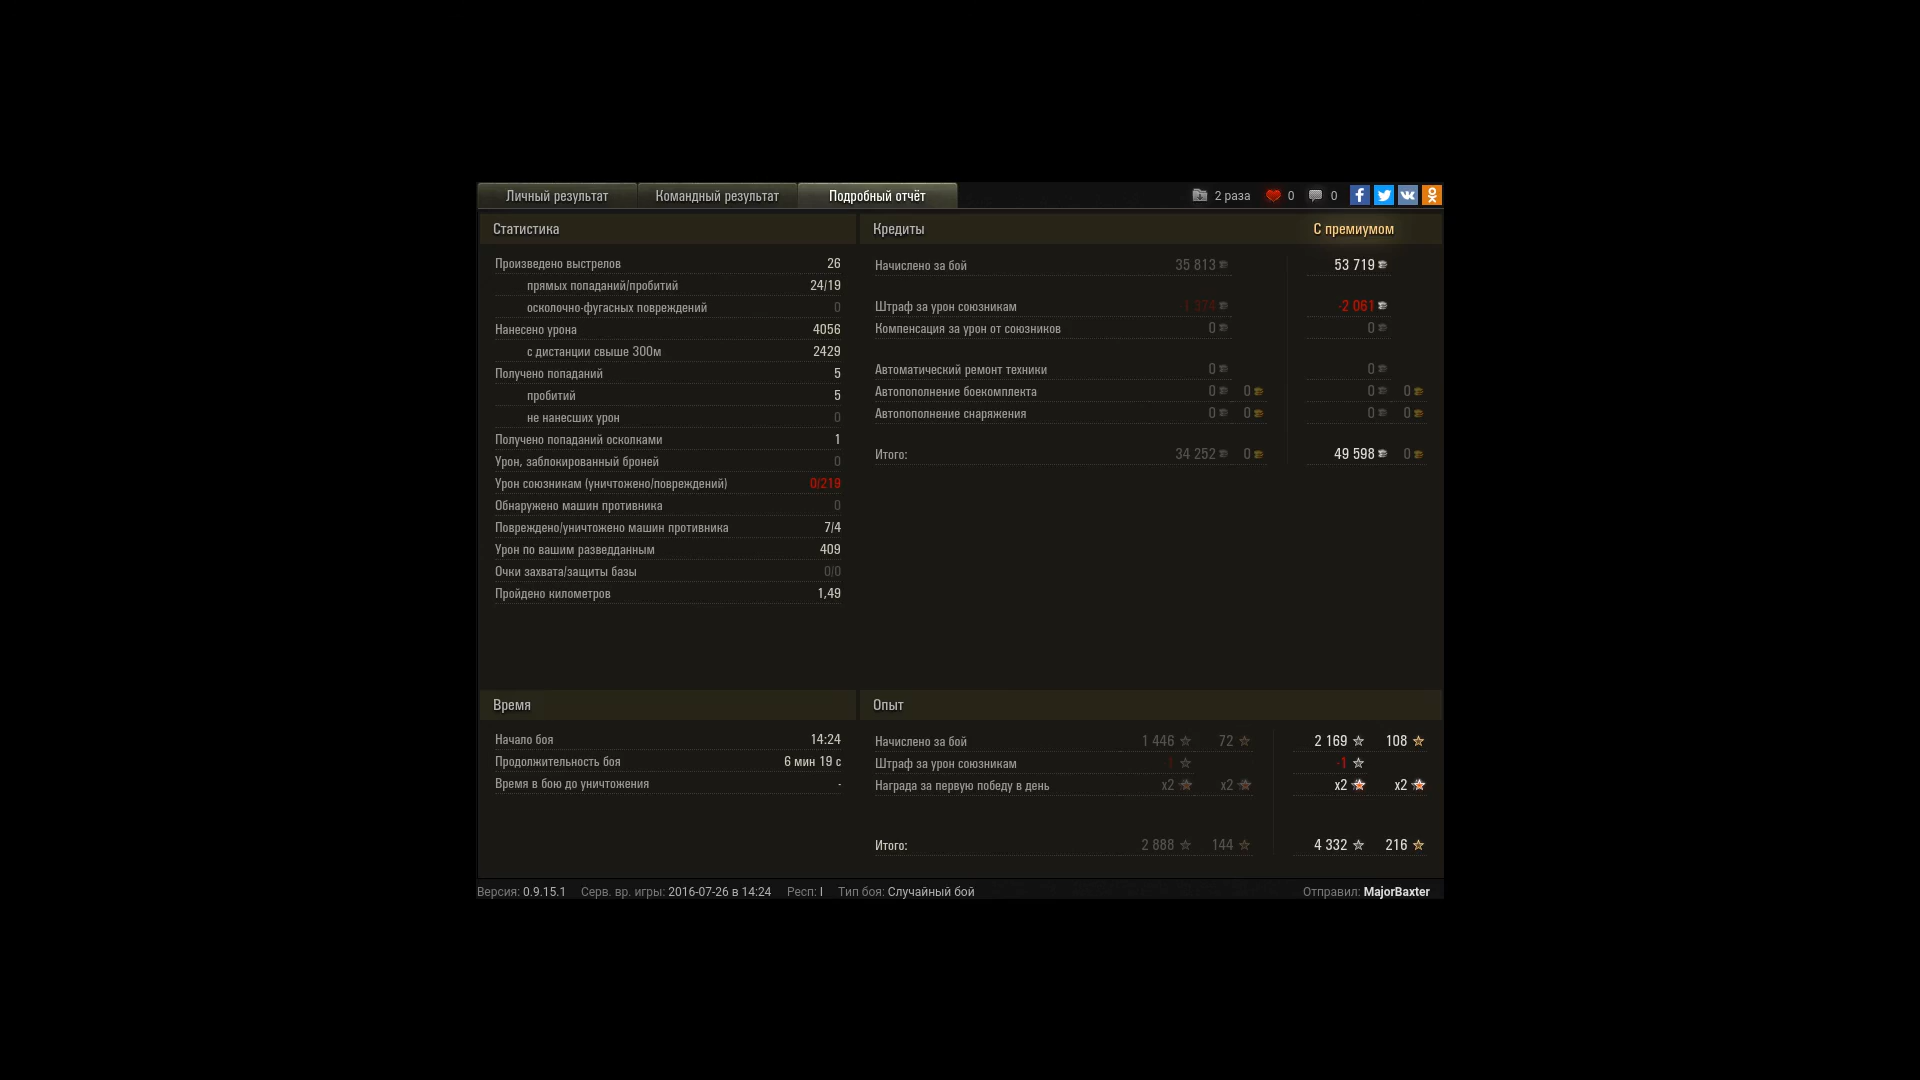 Личный результат Командный результат Подробный отчёт 2 раза 0 0
Статистика
Произведено выстрелов 26
прямых попаданий/пробитий 24/19
осколочно-фугасных повреждений 0
Нанесено урона 4056
с дистанции свыше 300м 2429
Получено попаданий 5
пробитий 5
не нанесших урон 0
Получено попаданий осколками 1
Урон, заблокированный броней 0
Урон союзникам (уничтожено/повреждений) 0/219
Обнаружено машин противника 0
Повреждено/уничтожено машин противника 7/4
Урон по вашим разведданным 409
Очки захвата/защиты базы 0/0
Пройдено километров 1,49
Кредиты С премиумом
Начислено за бой 35 813 53 719
Штраф за урон союзникам -1 374 -2 061
Компенсация за урон от союзников 0 0
Автоматический ремонт техники 0 0
Автопополнение боекомплекта 0 0 0 0
Автопополнение снаряжения 0 0 0 0
Итого: 34 252 0 49 598 0
Время
Начало боя 14:24
Продолжительность боя 6 мин 19 с
Время в бою до уничтожения -
Опыт
Начислено за бой 1 446 72 2 169 108
Штраф за урон союзникам -1 -1
Награда за первую победу в день x2 x2 x2 x2
Итого: 2 888 144 4 332 216
Версия: 0.9.15.1 Серв. вр. игры: 2016-07-26 в 14:24 Респ: I Тип боя: Случайный бой Отправил: MajorBaxter